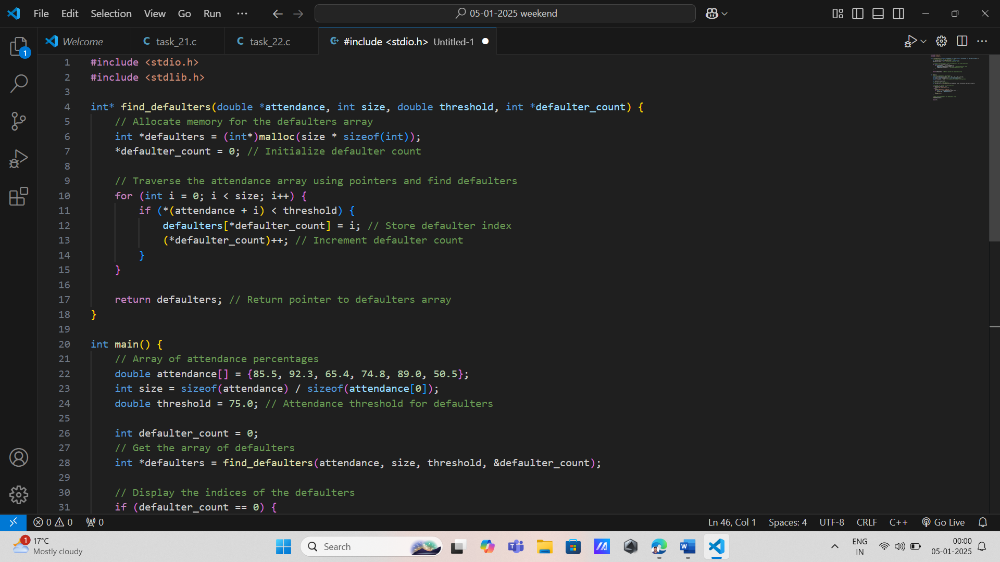 File Edit Selection View Go Run ··· 05-01-2025 weekend
Welcome task_21.c task_22.c #include <stdio.h> Untitled-1
1 #include <stdio.h>
2 #include <stdlib.h>
3
4 int* find_defaulters(double *attendance, int size, double threshold, int *defaulter_count) {
5 // Allocate memory for the defaulters array
6 int *defaulters = (int*)malloc(size * sizeof(int));
7 *defaulter_count = 0; // Initialize defaulter count
8
9 // Traverse the attendance array using pointers and find defaulters
10 for (int i = 0; i < size; i++) {
11 if (*(attendance + i) < threshold) {
12 defaulters[*defaulter_count] = i; // Store defaulter index
13 (*defaulter_count)++; // Increment defaulter count
14 }
15 }
16
17 return defaulters; // Return pointer to defaulters array
18 }
19
20 int main() {
21 // Array of attendance percentages
22 double attendance[] = {85.5, 92.3, 65.4, 74.8, 89.0, 50.5};
23 int size = sizeof(attendance) / sizeof(attendance[0]);
24 double threshold = 75.0; // Attendance threshold for defaulters
25
26 int defaulter_count = 0;
27 // Get the array of defaulters
28 int *defaulters = find_defaulters(attendance, size, threshold, &defaulter_count);
29
30 // Display the indices of the defaulters
31 if (defaulter_count == 0) {
0 0 0 Ln 46, Col 1 Spaces: 4 UTF-8 CRLF C++ Go Live
1 17°C Search ENG 00:00
Mostly cloudy IN 05-01-2025